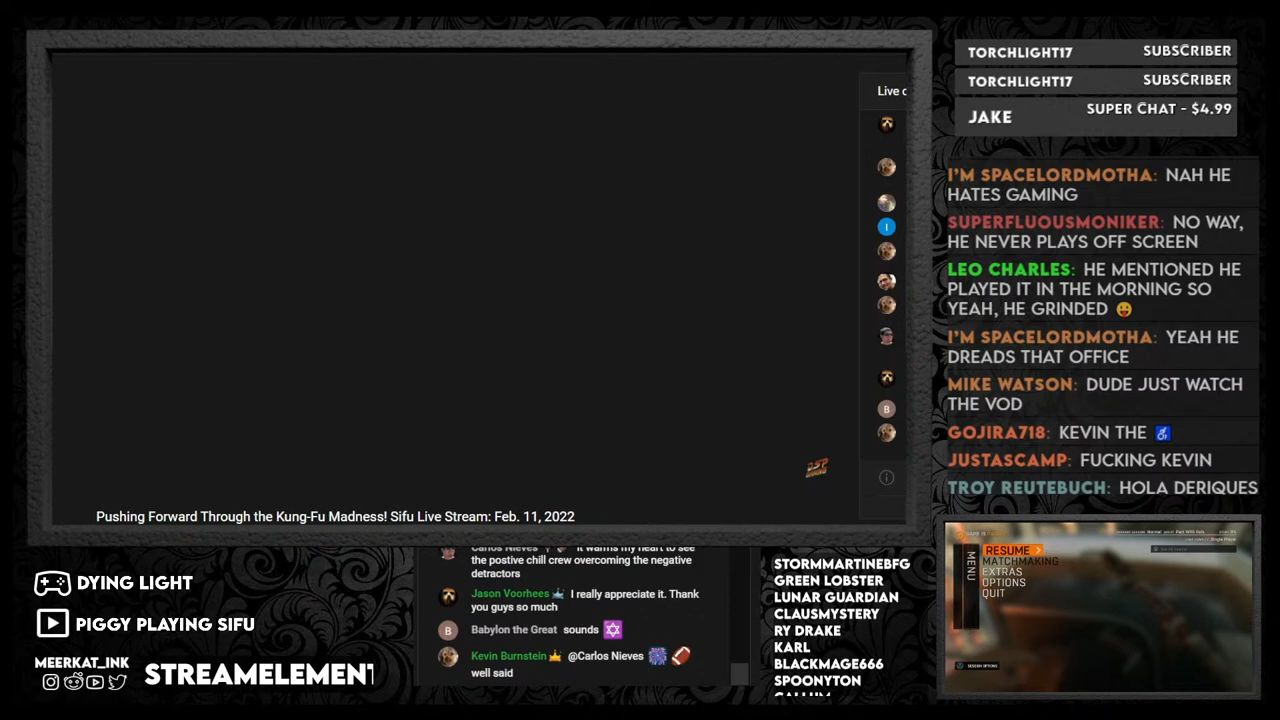 Live c
I
B
DSP
Pushing Forward Through the Kung-Fu Madness! Sifu Live Stream: Feb. 11, 2022
TORCHLIGHT17 SUBSCRIBER
TORCHLIGHT17 SUBSCRIBER
JAKE SUPER CHAT - $4.99
I'M SPACELORDMOTHA: NAH HE
HATES GAMING
SUPERFLUOUSMONIKER: NO WAY,
HE NEVER PLAYS OFF SCREEN
LEO CHARLES: HE MENTIONED HE
PLAYED IT IN THE MORNING SO
YEAH, HE GRINDED 😛
I'M SPACELORDMOTHA: YEAH HE
DREADS THAT OFFICE
MIKE WATSON: DUDE JUST WATCH
THE VOD
GOJIRA718: KEVIN THE ♿
JUSTASCAMP: FUCKING KEVIN
TROY REUTEBUCH: HOLA DERIQUES
DYING LIGHT
PIGGY PLAYING SIFU
MEERKAT_INK
STREAMELEMENT
Carlos Nieves It warms my heart to see
the postive chill crew overcoming the negative
detractors
Jason Voorhees I really appreciate it. Thank
you guys so much
B Babylon the Great sounds 🔯
Kevin Burnstein @Carlos Nieves 🎆 🏈
well said
STORMMARTINEBFG
GREEN LOBSTER
LUNAR GUARDIAN
CLAUSMYSTERY
RY DRAKE
KARL
BLACKMAGE666
SPOONYTON
CALLUM
MENU
RESUME
MATCHMAKING
EXTRAS
OPTIONS
QUIT
SESSION OPTIONS